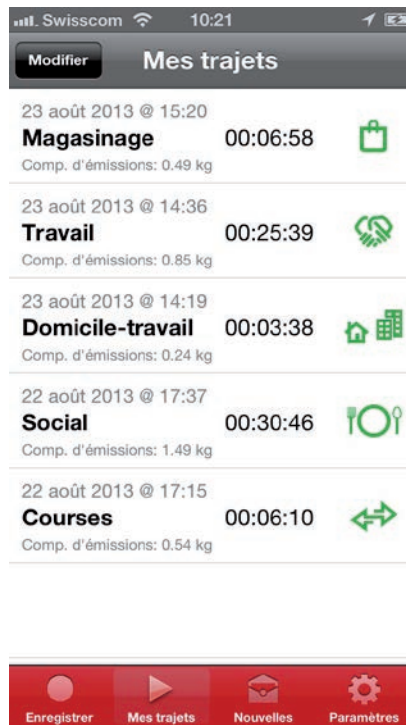 Swisscom 10:21
Modifier Mes trajets
23 août 2013 @ 15:20
Magasinage 00:06:58
Comp. d'émissions: 0.49 kg
23 août 2013 @ 14:36
Travail 00:25:39
Comp. d'émissions: 0.85 kg
23 août 2013 @ 14:19
Domicile-travail 00:03:38
Comp. d'émissions: 0.24 kg
22 août 2013 @ 17:37
Social 00:30:46
Comp. d'émissions: 1.49 kg
22 août 2013 @ 17:15
Courses 00:06:10
Comp. d'émissions: 0.54 kg
Enregistrer Mes trajets Nouvelles Paramètres